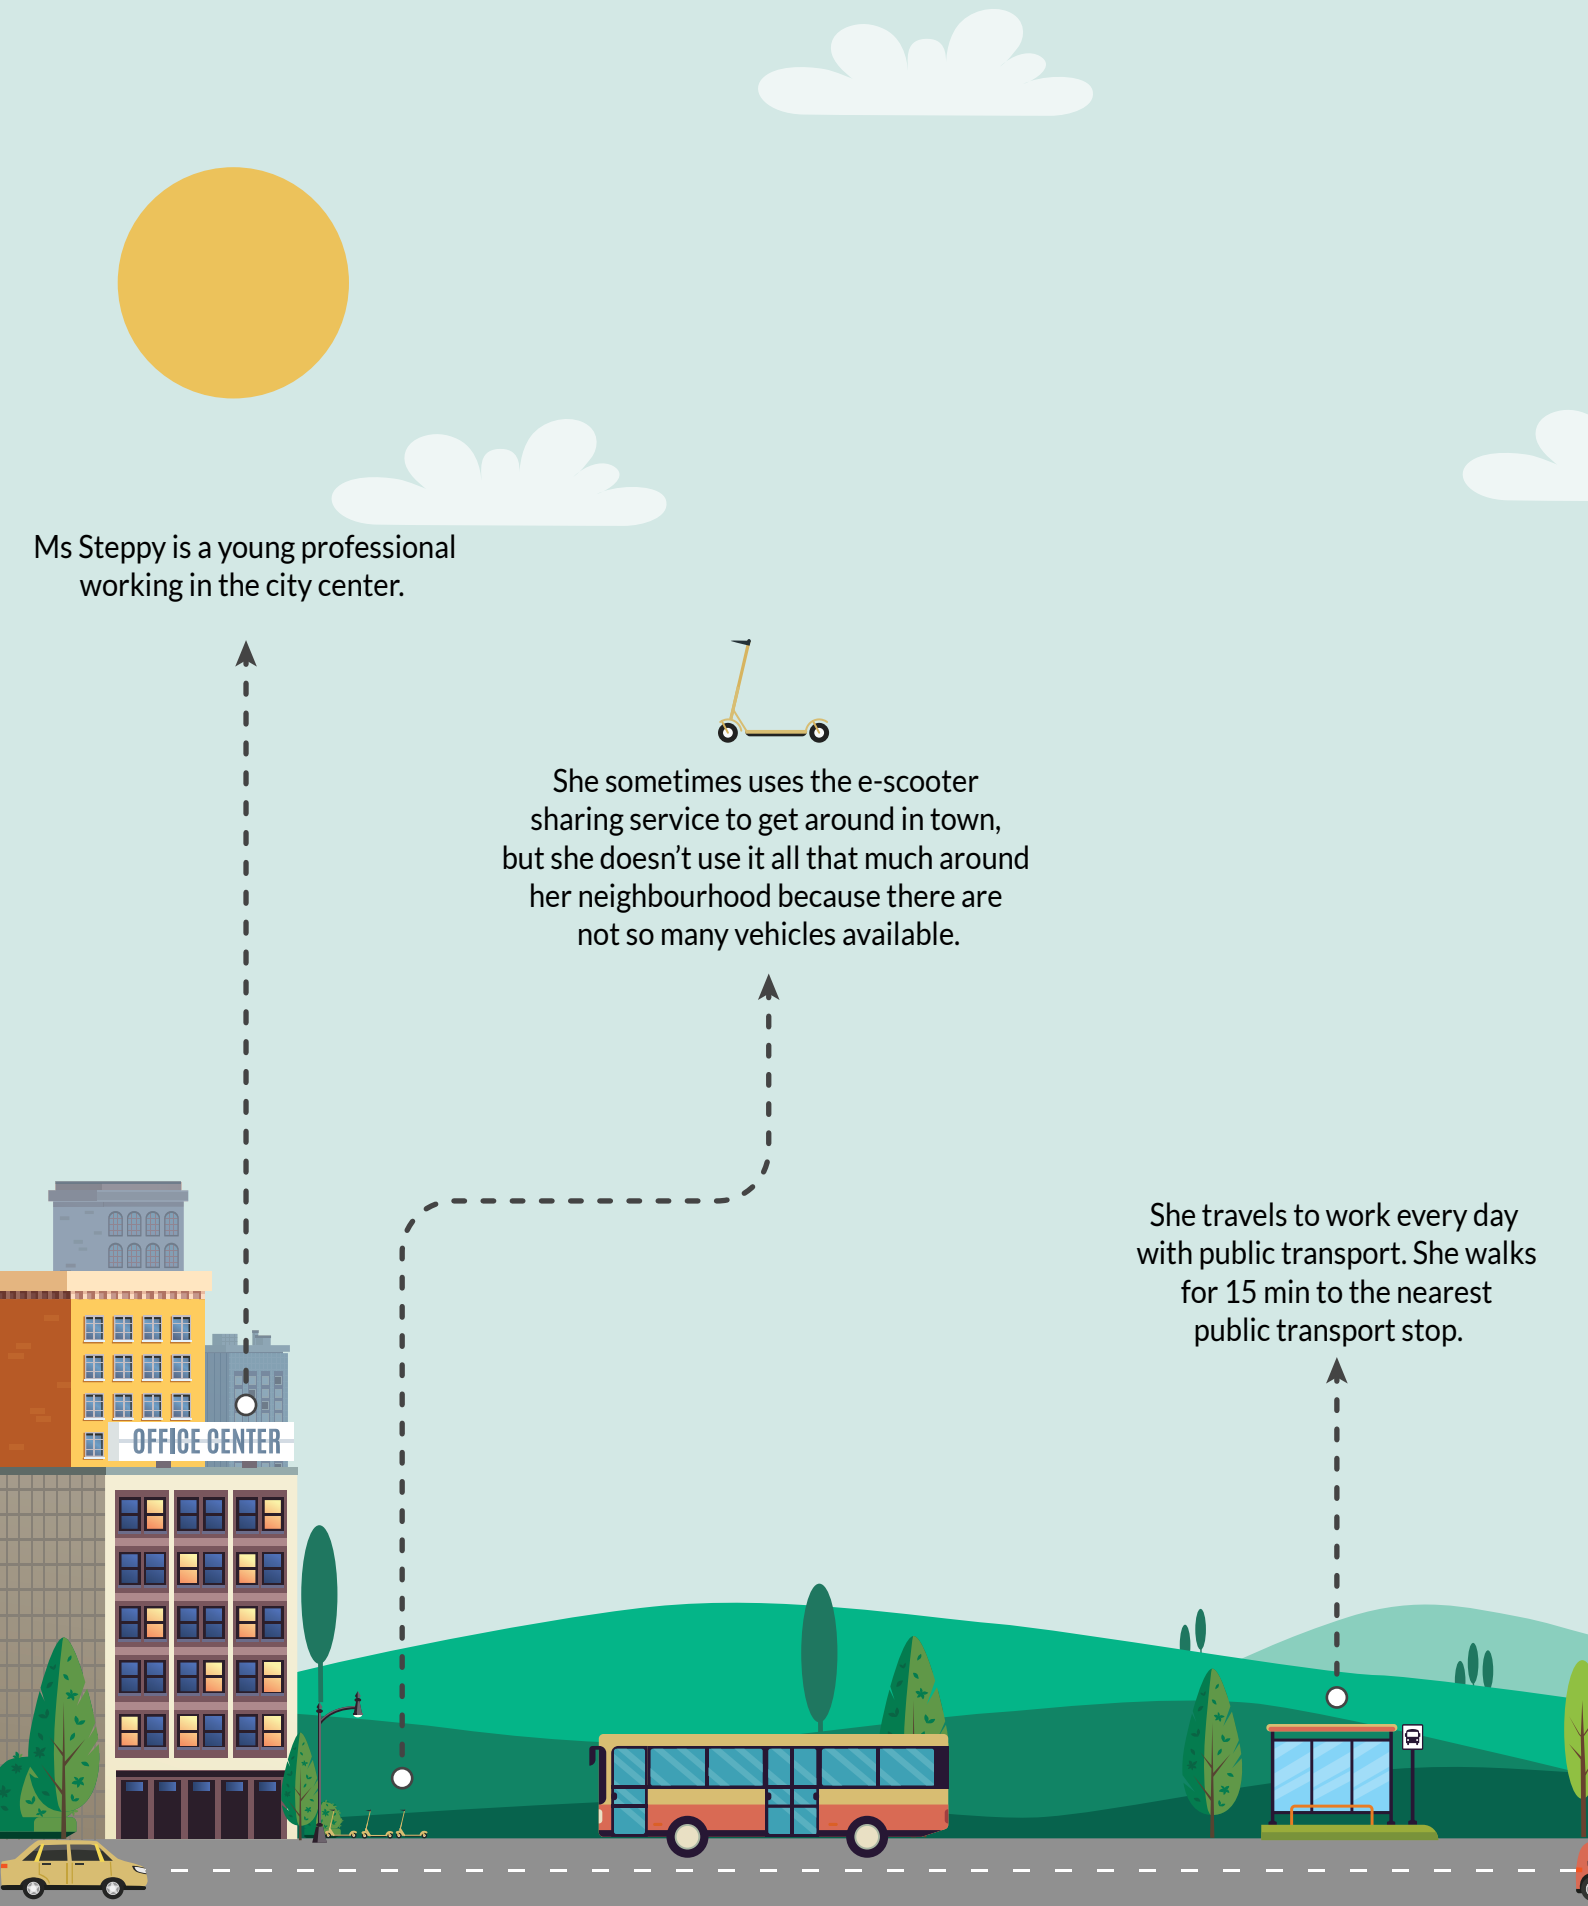 Ms Steppy is a young professional
working in the city center.
She sometimes uses the e-scooter
sharing service to get around in town,
but she doesn’t use it all that much around
her neighbourhood because there are
not so many vehicles available.
She travels to work every day
with public transport. She walks
for 15 min to the nearest
public transport stop.
OFFICE CENTER